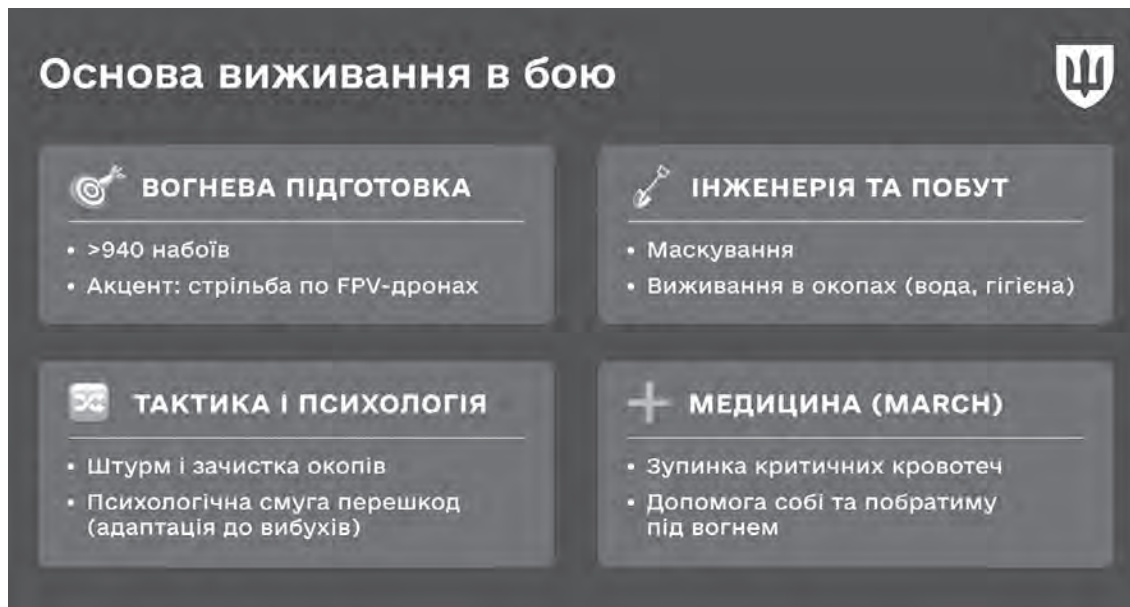 Основа виживання в бою
ВОГНЕВА ПІДГОТОВКА
• >940 набоїв
• Акцент: стрільба по FPV-дронах
ІНЖЕНЕРІЯ ТА ПОБУТ
• Маскування
• Виживання в окопах (вода, гігієна)
ТАКТИКА І ПСИХОЛОГІЯ
• Штурм і зачистка окопів
• Психологічна смуга перешкод
(адаптація до вибухів)
МЕДИЦИНА (MARCH)
• Зупинка критичних кровотеч
• Допомога собі та побратиму
під вогнем